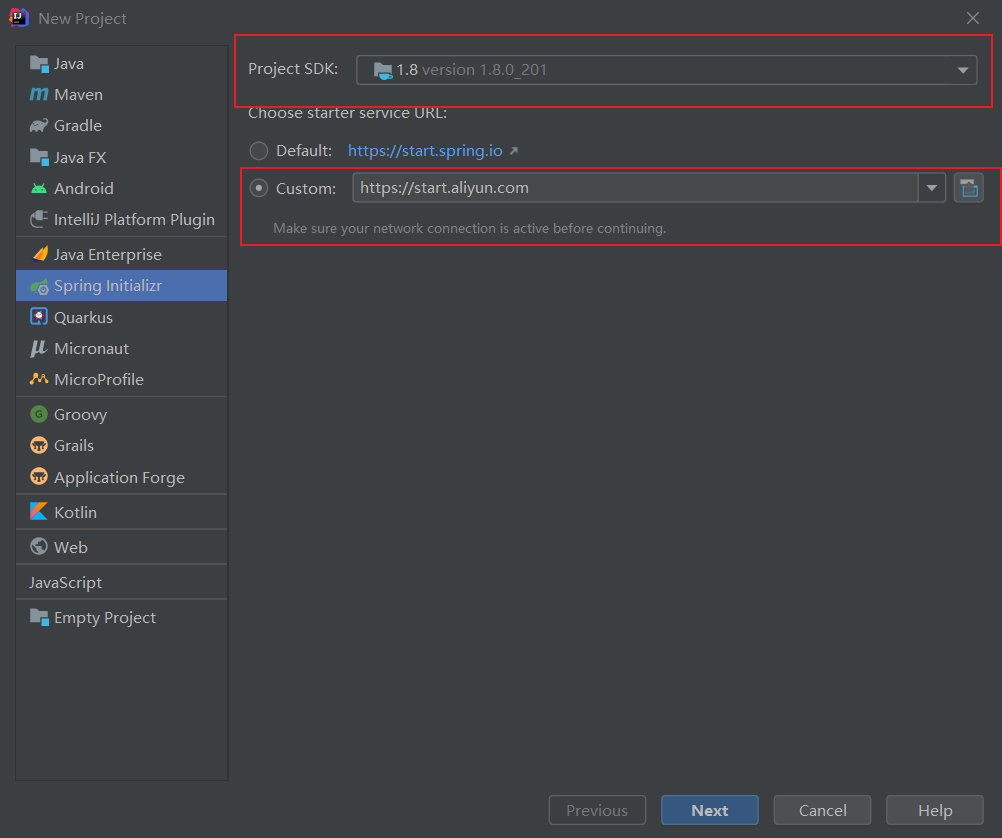 New Project
Java
Maven
Gradle
Java FX
Android
IntelliJ Platform Plugin
Java Enterprise
Spring Initializr
Quarkus
Micronaut
MicroProfile
Groovy
Grails
Application Forge
Kotlin
Web
JavaScript
Empty Project
Project SDK: 1.8 version 1.8.0_201
Choose starter service URL:
Default: https://start.spring.io
Custom: https://start.aliyun.com
Make sure your network connection is active before continuing.
Previous Next Cancel Help